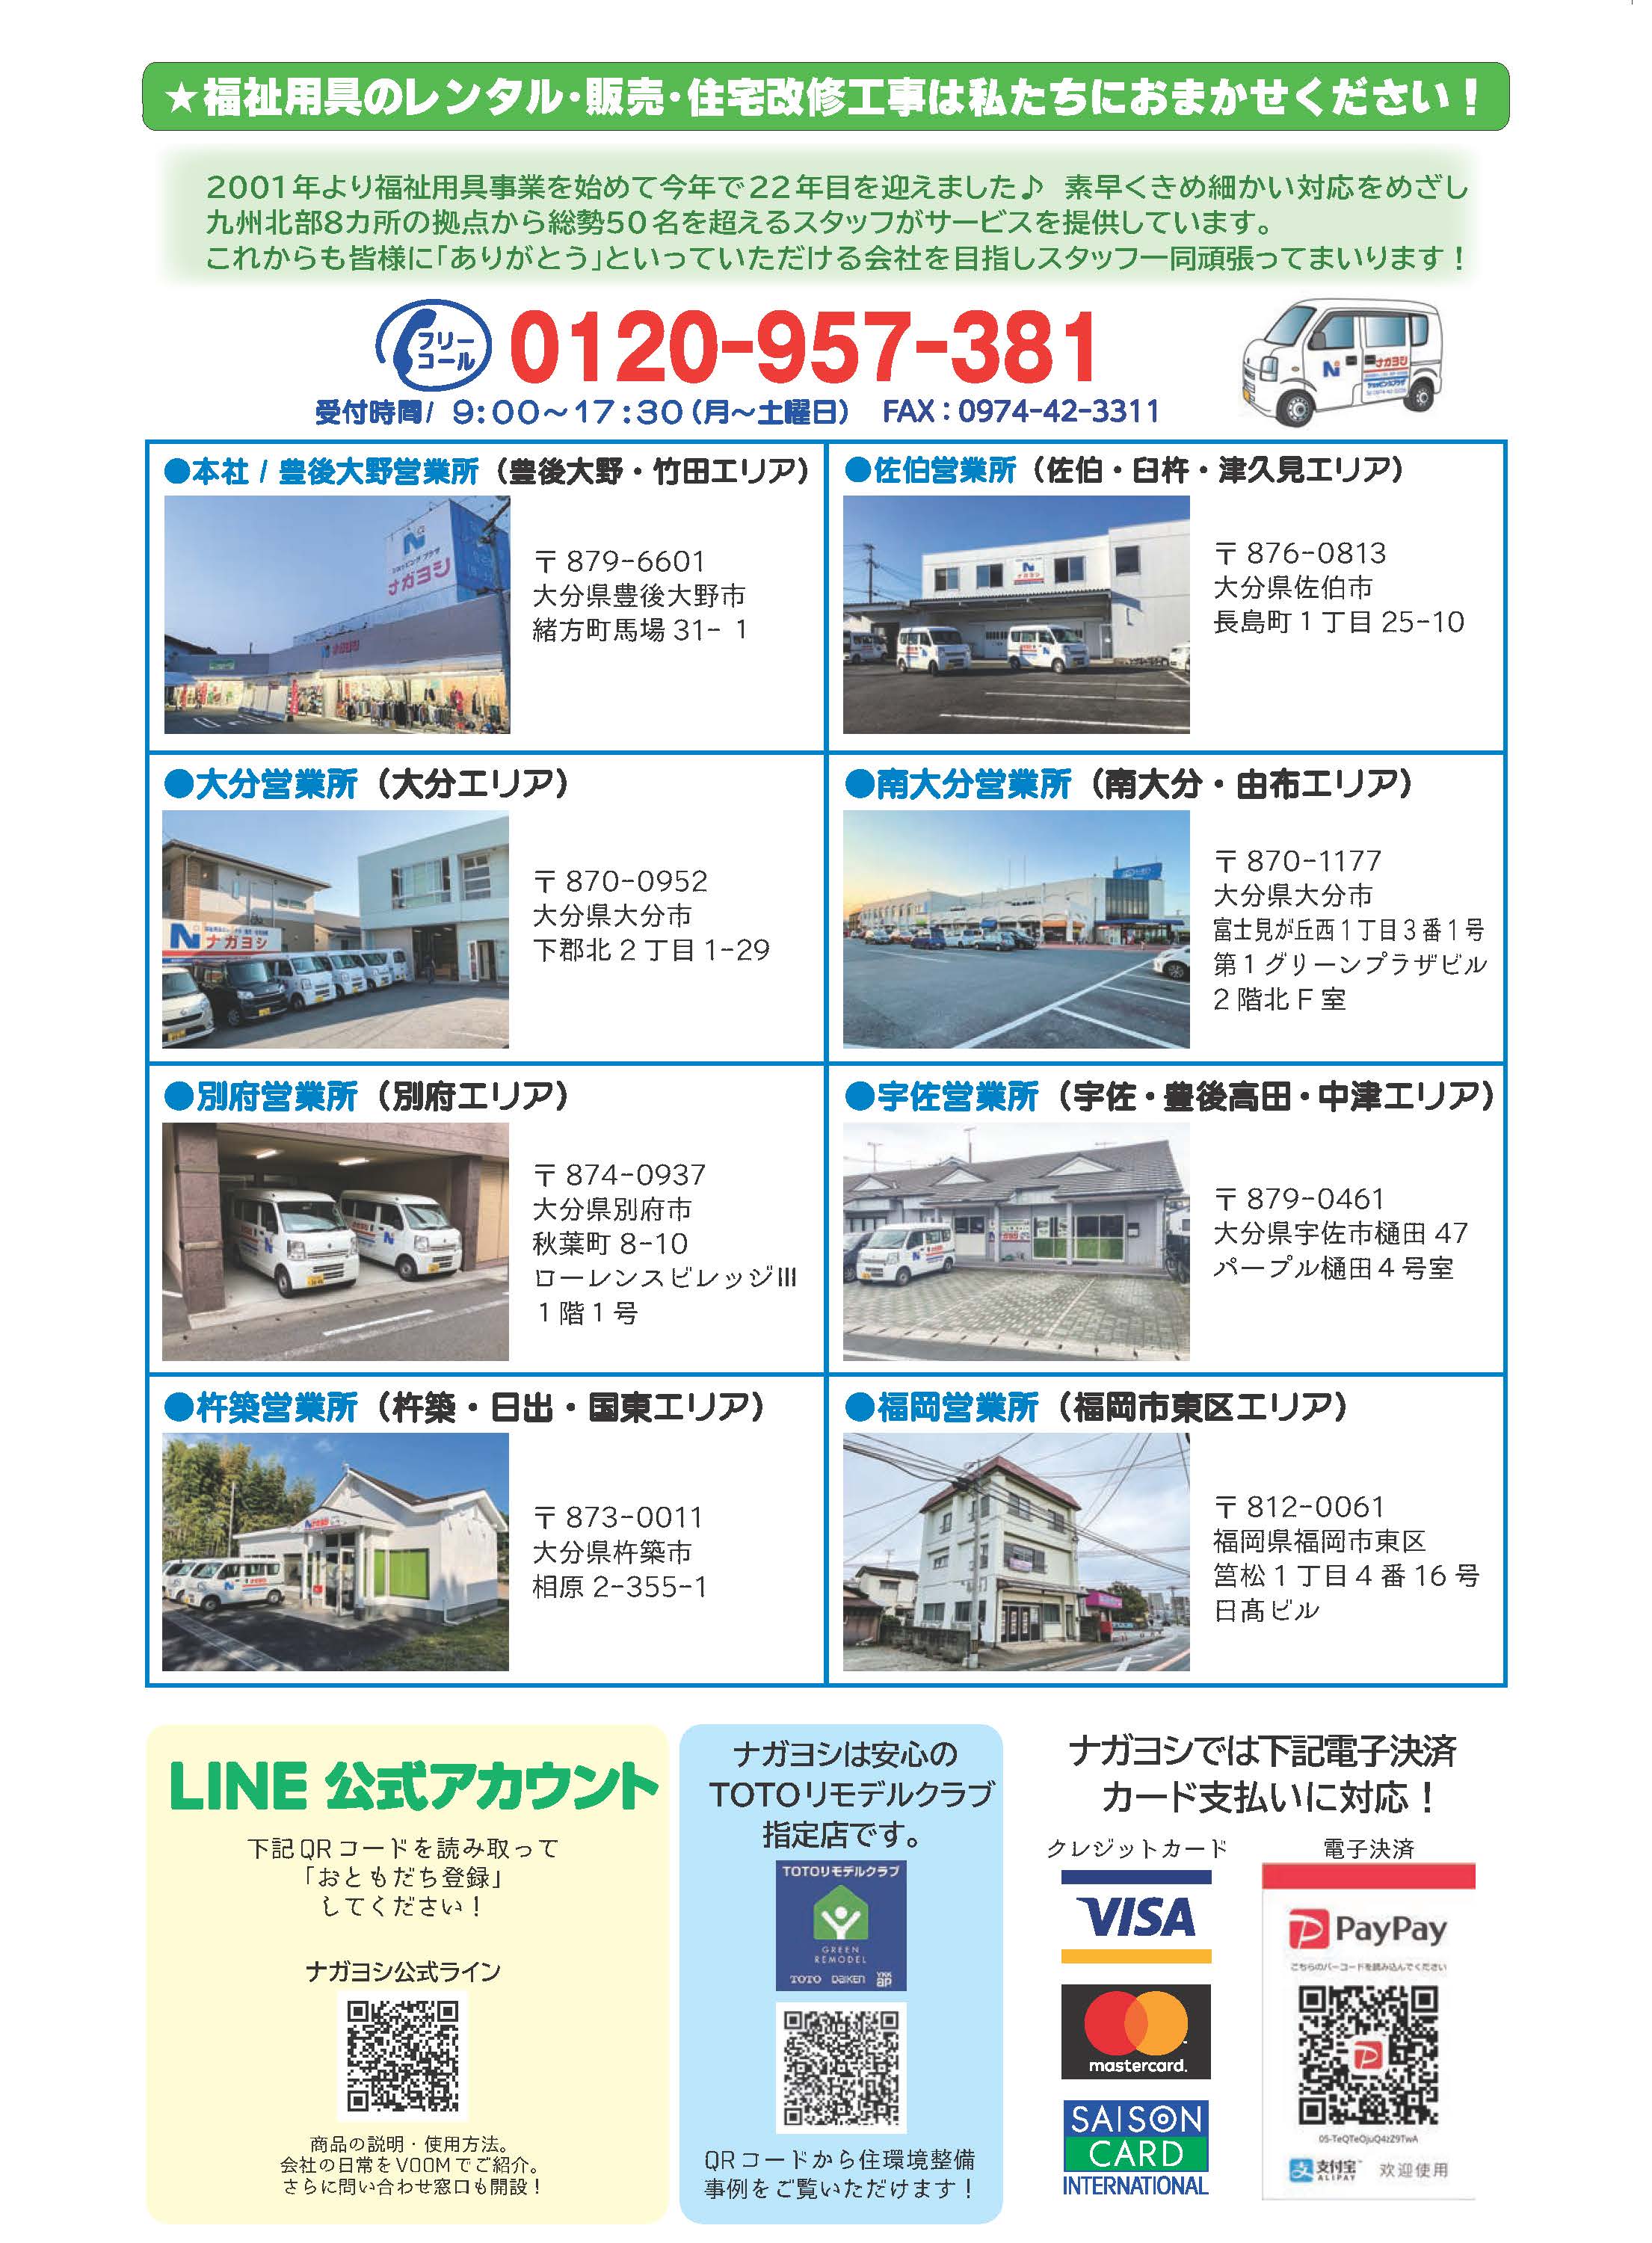 ★福祉用具のレンタル・販売・住宅改修工事は私たちにおまかせください！
2001年より福祉用具事業を始めて今年で22年目を迎えました♪ 素早くきめ細かい対応をめざし
九州北部8カ所の拠点から総勢50名を超えるスタッフがサービスを提供しています。
これからも皆様に「ありがとう」といっていただける会社を目指しスタッフ一同頑張ってまいります！
フリー
コール
0120-957-381
ナガヨシ
受付時間/ 9:00～17:30（月～土曜日） FAX：0974-42-3311
●本社 / 豊後大野営業所（豊後大野・竹田エリア）
ナガヨシ
〒879-6601
大分県豊後大野市
緒方町馬場 31- 1
●佐伯営業所（佐伯・臼杵・津久見エリア）
ナガヨシ
〒876-0813
大分県佐伯市
長島町 1 丁目 25-10
●大分営業所（大分エリア）
ナガヨシ
〒870-0952
大分県大分市
下郡北 2 丁目 1-29
●南大分営業所（南大分・由布エリア）
〒870-1177
大分県大分市
富士見が丘西1丁目3番1号
第1グリーンプラザビル
2 階北 F 室
●別府営業所（別府エリア）
〒874-0937
大分県別府市
秋葉町 8-10
ローレンスビレッジⅢ
1 階 1 号
●宇佐営業所（宇佐・豊後高田・中津エリア）
〒879-0461
大分県宇佐市樋田 47
パープル樋田 4 号室
●杵築営業所（杵築・日出・国東エリア）
〒873-0011
大分県杵築市
相原 2-355-1
●福岡営業所（福岡市東区エリア）
〒812-0061
福岡県福岡市東区
筥松 1 丁目 4 番 16 号
日髙ビル
LINE 公式アカウント
下記QRコードを読み取って
「おともだち登録」
してください！
ナガヨシ公式ライン
商品の説明・使用方法。
会社の日常をVOOMでご紹介。
さらに問い合わせ窓口も開設！
ナガヨシは安心の
TOTOリモデルクラブ
指定店です。
TOTOリモデルクラブ
GREEN
REMODEL
TOTO DAIKEN YKK ap
QRコードから住環境整備
事例をご覧いただけます！
ナガヨシでは下記電子決済
カード支払いに対応！
クレジットカード
VISA
mastercard.
SAISON
CARD
INTERNATIONAL
電子決済
PayPay
こちらのバーコードを読み込んでください
05-TeQTeOjuQ4zZ9TwA
支付宝 ALIPAY 欢迎使用